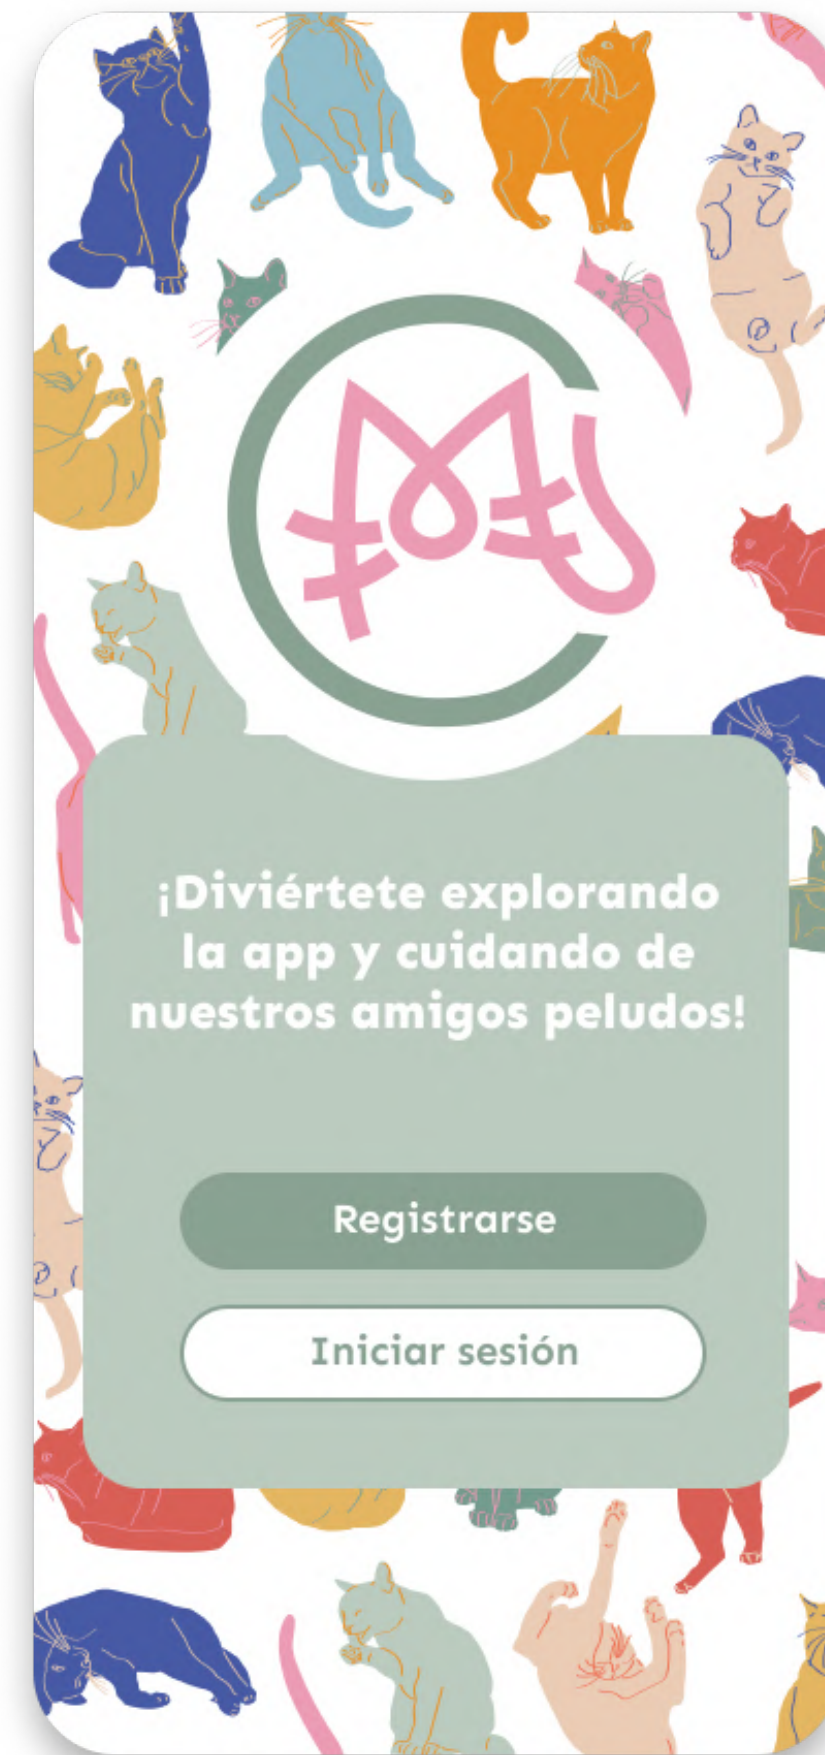 ¡Diviértete explorando
la app y cuidando de
nuestros amigos peludos!
Registrarse
Iniciar sesión